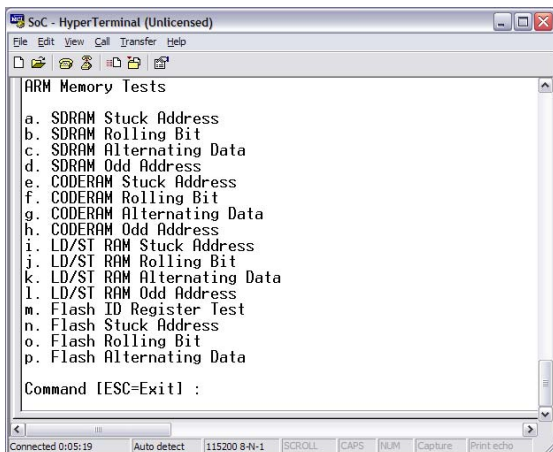 SoC - HyperTerminal (Unlicensed)
File Edit View Call Transfer Help
ARM Memory Tests
a. SDRAM Stuck Address
b. SDRAM Rolling Bit
c. SDRAM Alternating Data
d. SDRAM Odd Address
e. CODERAM Stuck Address
f. CODERAM Rolling Bit
g. CODERAM Alternating Data
h. CODERAM Odd Address
i. LD/ST RAM Stuck Address
j. LD/ST RAM Rolling Bit
k. LD/ST RAM Alternating Data
l. LD/ST RAM Odd Address
m. Flash ID Register Test
n. Flash Stuck Address
o. Flash Rolling Bit
p. Flash Alternating Data
Command [ESC=Exit] :
Connected 0:05:19 Auto detect 115200 8-N-1 SCROLL CAPS NUM Capture Print echo